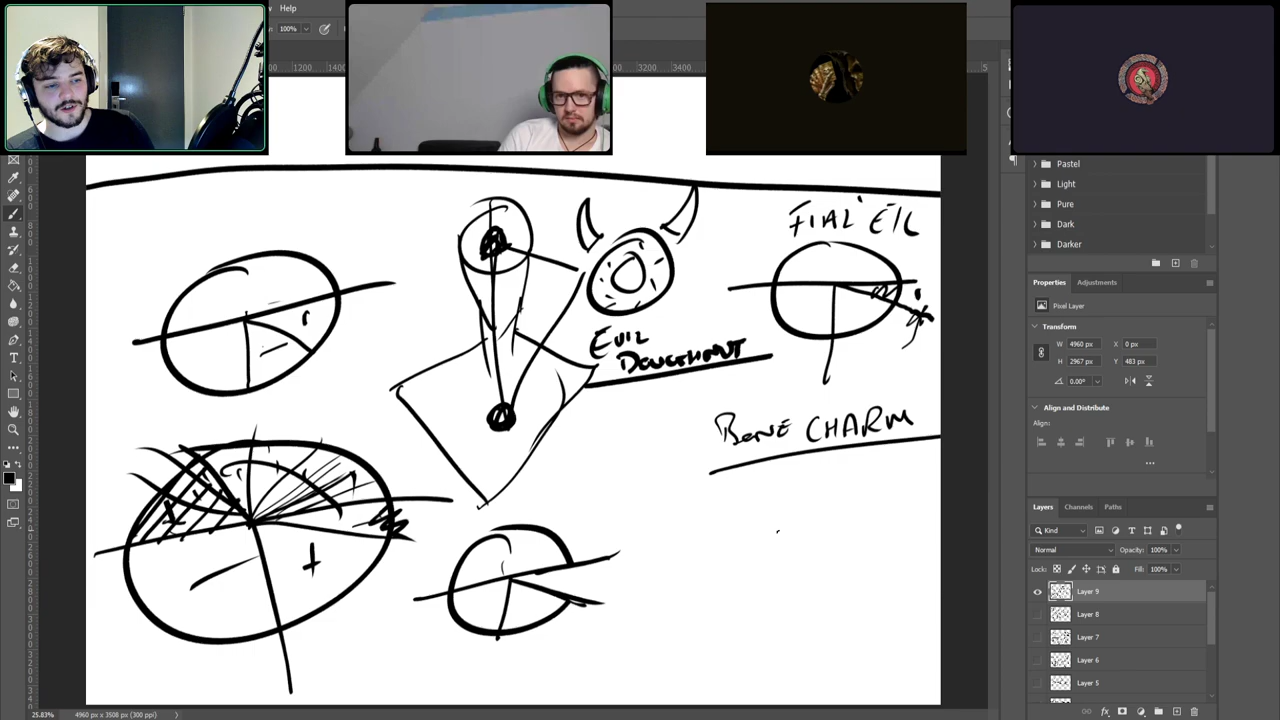 Help
100%
1200
1400
3200
3400
Pastel
Light
Pure
Dark
Darker
Properties
Adjustments
Pixel Layer
Transform
W 4960 px X 0 px
H 2967 px Y 483 px
0.00°
Align and Distribute
Align:
Layers Channels Paths
Kind
Normal Opacity: 100%
Lock: Fill: 100%
Layer 9
Layer 8
Layer 7
Layer 6
Layer 5
EVIL
BONE CHARM
+
25.83% 4960 px x 3508 px (300 ppi)